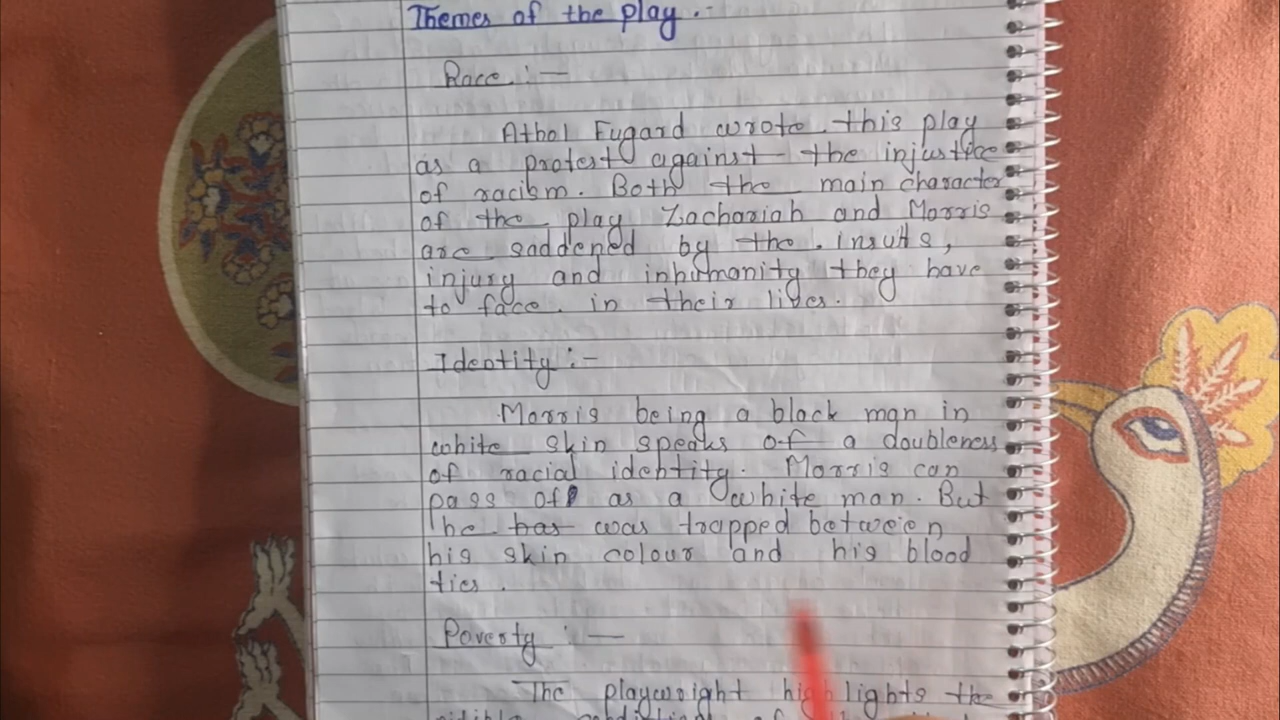 Themes of the play.-
Race :-
Athol Fugard wrote this play
as a protest against the injustice
of racism. Both the main character
of the play Zachariah and Morris
are saddened by the insults,
injury and inhumanity they have
to face in their lives.
Identity :-
Morris being a black man in
white skin speaks of a doubleness
of racial identity. Morris can
pass off as a white man. But
he has was trapped between
his skin colour and his blood
ties.
Poverty :-
The playwright highlights the
of